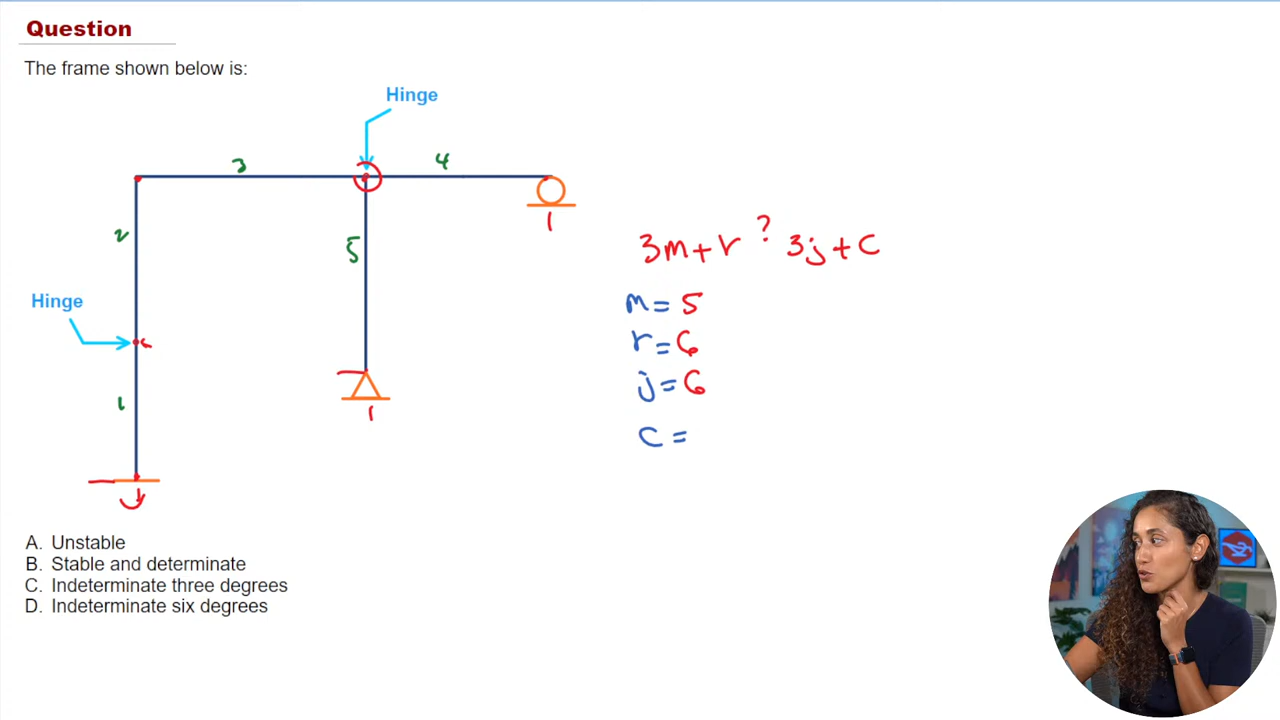 Question
The frame shown below is:
Hinge
3
4
1
2
5
3m+r ? 3j+c
m = 5
Hinge
r = 6
j = 6
1
1
c =
A. Unstable
B. Stable and determinate
C. Indeterminate three degrees
D. Indeterminate six degrees